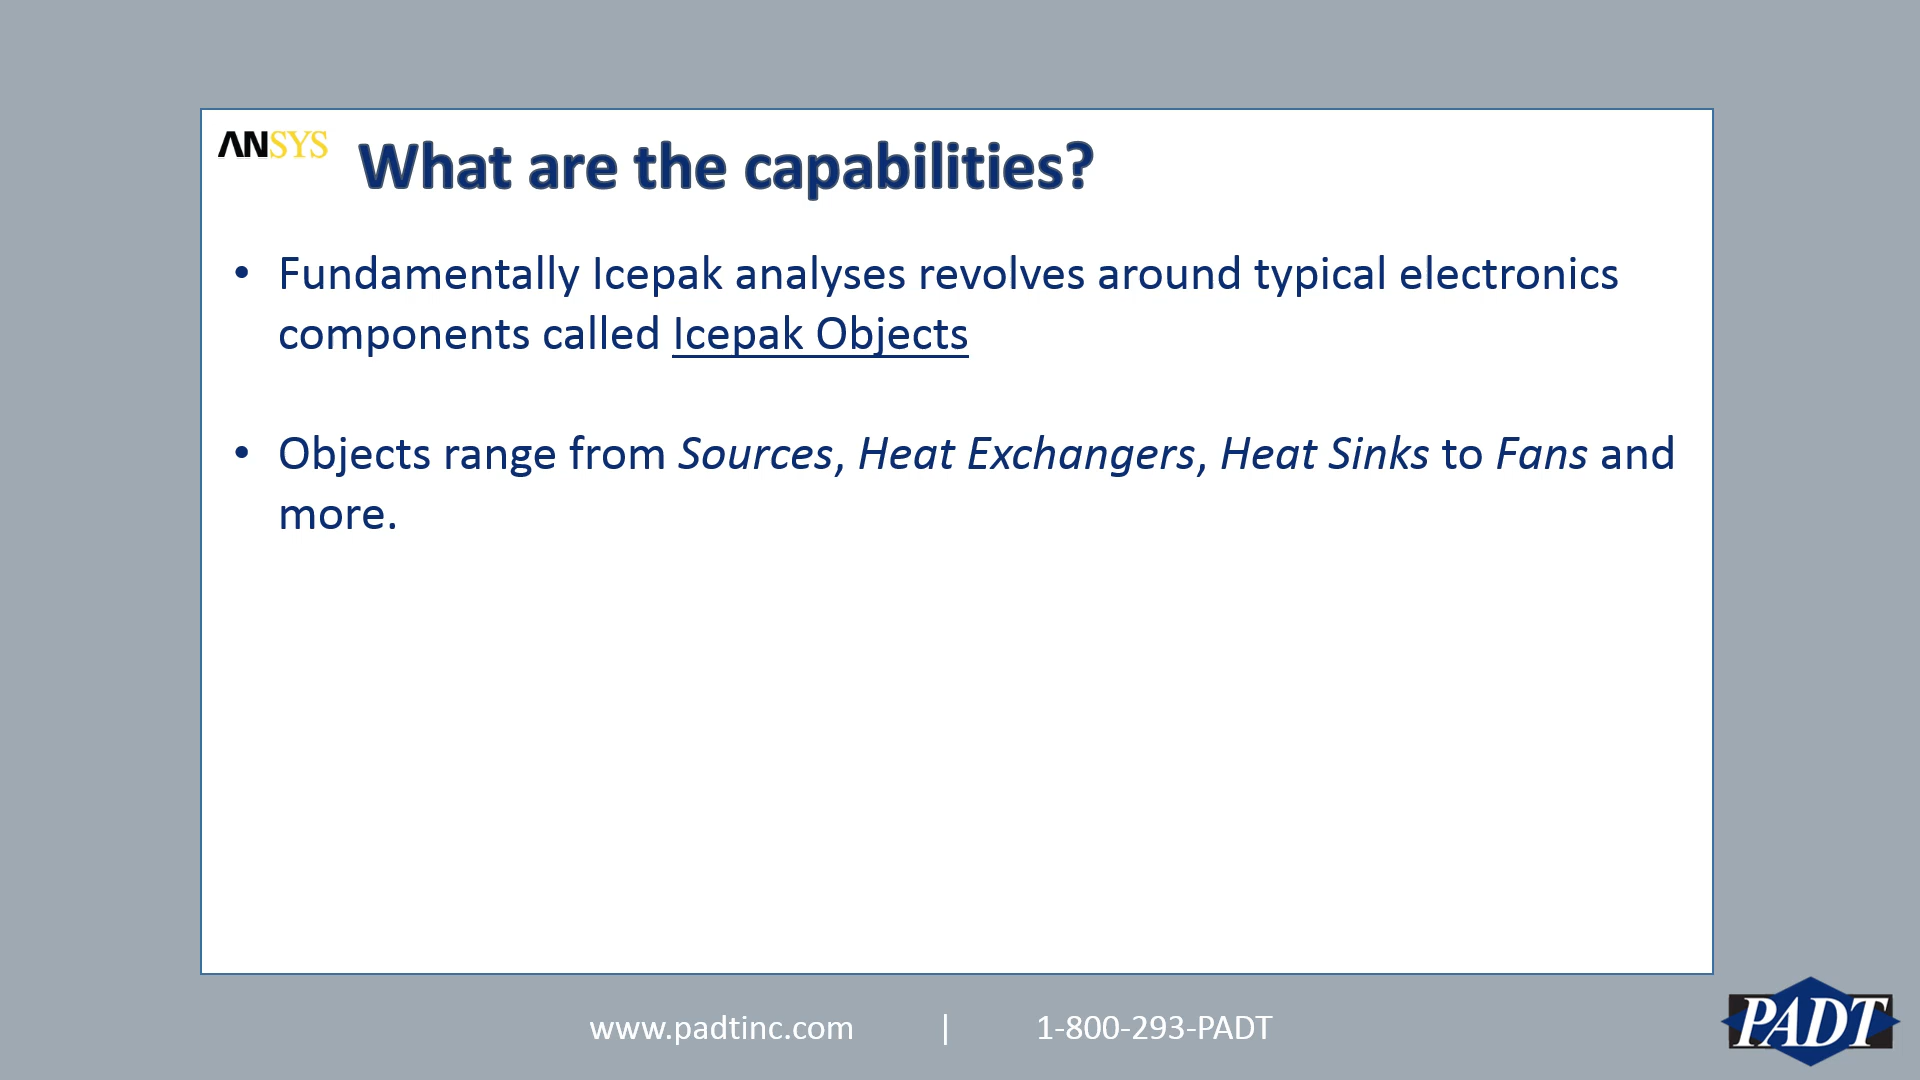 ANSYS
What are the capabilities?
• Fundamentally Icepak analyses revolves around typical electronics
components called Icepak Objects
• Objects range from Sources, Heat Exchangers, Heat Sinks to Fans and
more.
www.padtinc.com | 1-800-293-PADT
PADT